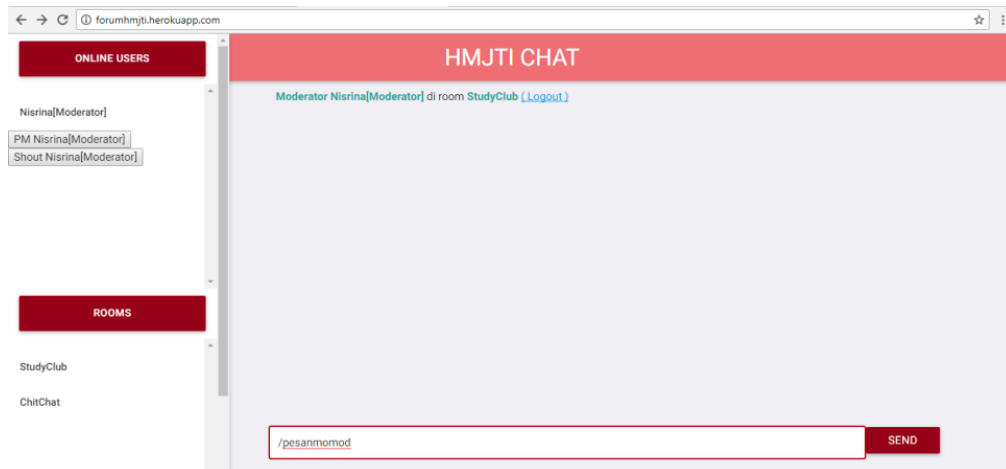 forumhmjti.herokuapp.com
ONLINE USERS
Nisrina[Moderator]
PM Nisrina[Moderator]
Shout Nisrina[Moderator]
ROOMS
StudyClub
ChitChat
HMJTI CHAT
Moderator Nisrina[Moderator] di room StudyClub ( Logout )
/pesanmomod
SEND